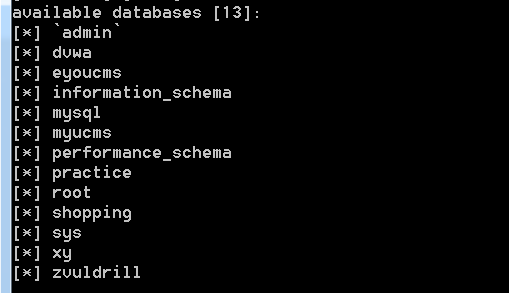 available databases [13]:
[*] `admin`
[*] dvwa
[*] eyoucms
[*] information_schema
[*] mysql
[*] myucms
[*] performance_schema
[*] practice
[*] root
[*] shopping
[*] sys
[*] xy
[*] zvuldrill